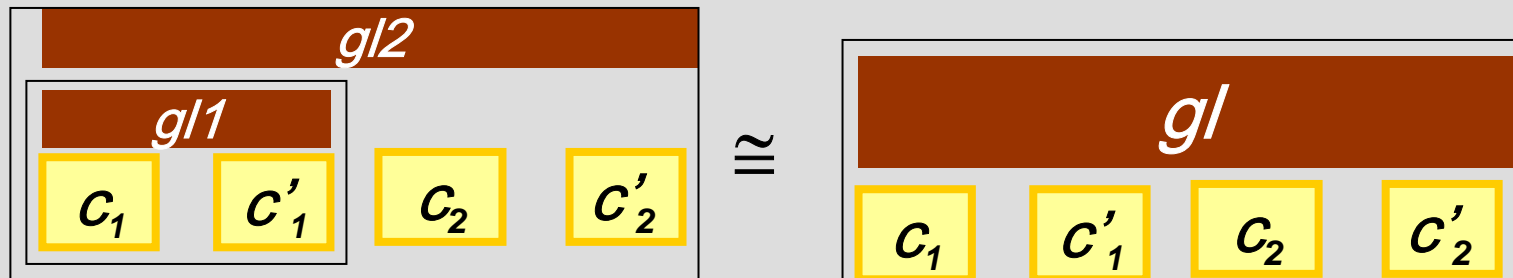 gl2
gl1
C₁ C'₁ C₂ C'₂
≅
gl
C₁ C'₁ C₂ C'₂